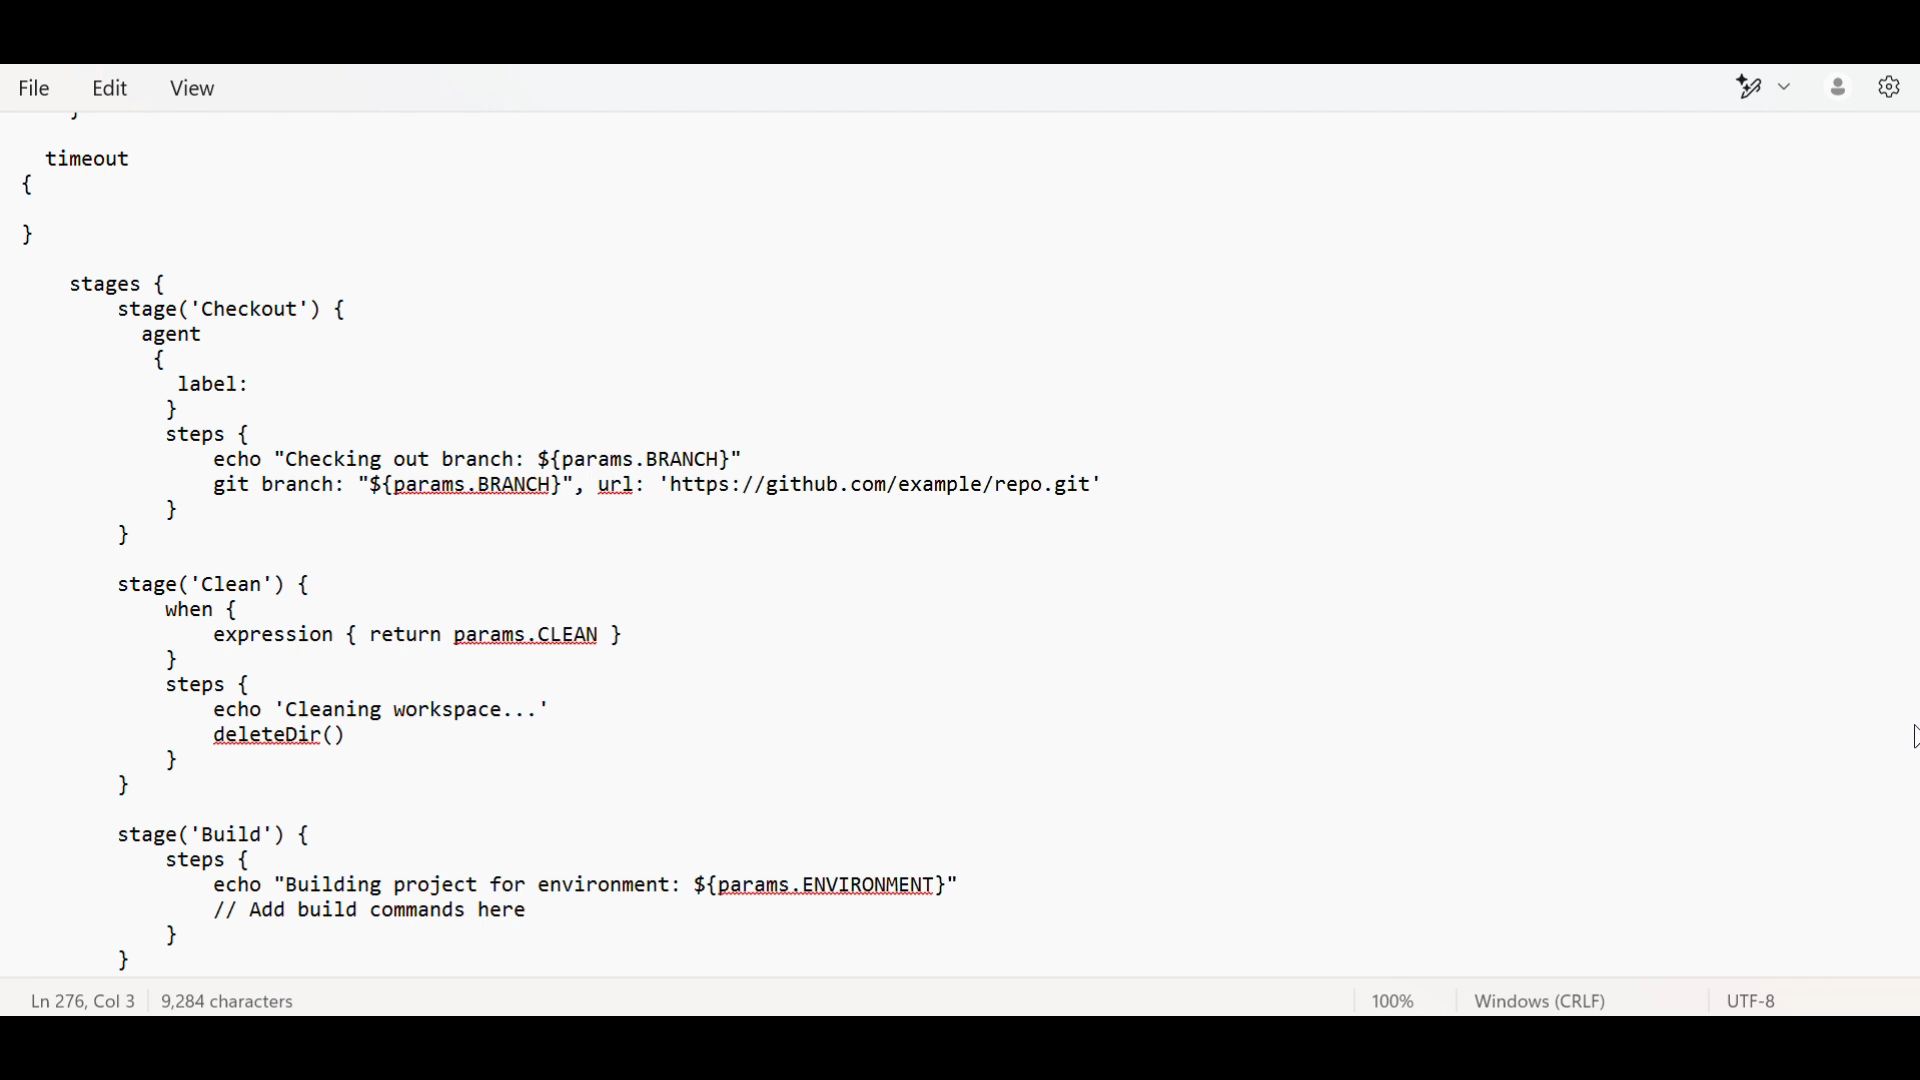 File Edit View
}
timeout
{
}
stages {
stage('Checkout') {
agent
{
label:
}
steps {
echo "Checking out branch: ${params.BRANCH}"
git branch: "${params.BRANCH}", url: 'https://github.com/example/repo.git'
}
}
stage('Clean') {
when {
expression { return params.CLEAN }
}
steps {
echo 'Cleaning workspace...'
deleteDir()
}
}
stage('Build') {
steps {
echo "Building project for environment: ${params.ENVIRONMENT}"
// Add build commands here
}
}
Ln 276, Col 3 9,284 characters 100% Windows (CRLF) UTF-8